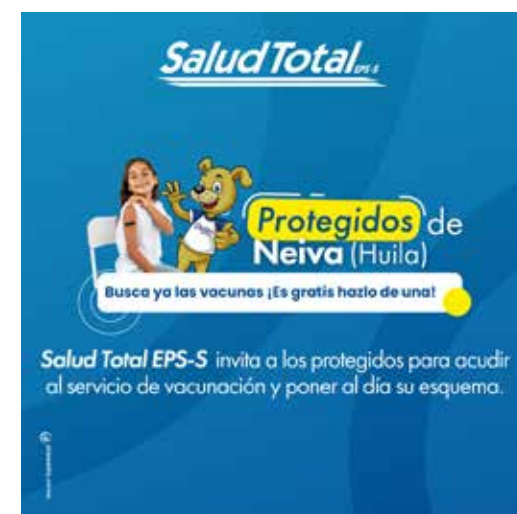 Salud Total EPS-S
Protegidos de
Neiva (Huila)
Busca ya las vacunas ¡Es gratis hazlo de una!
Salud Total EPS-S invita a los protegidos para acudir
al servicio de vacunación y poner al día su esquema.